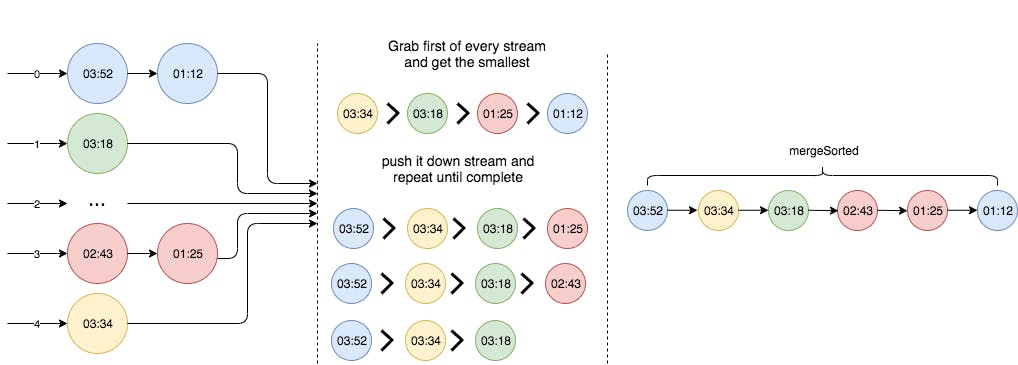 0 03:52 01:12
1 03:18
2 ...
3 02:43 01:25
4 03:34
Grab first of every stream
and get the smallest
03:34 > 03:18 > 01:25 > 01:12
push it down stream and
repeat until complete
03:52 > 03:34 > 03:18 > 01:25
03:52 > 03:34 > 03:18 > 02:43
03:52 > 03:34 > 03:18
mergeSorted
03:52 03:34 03:18 02:43 01:25 01:12